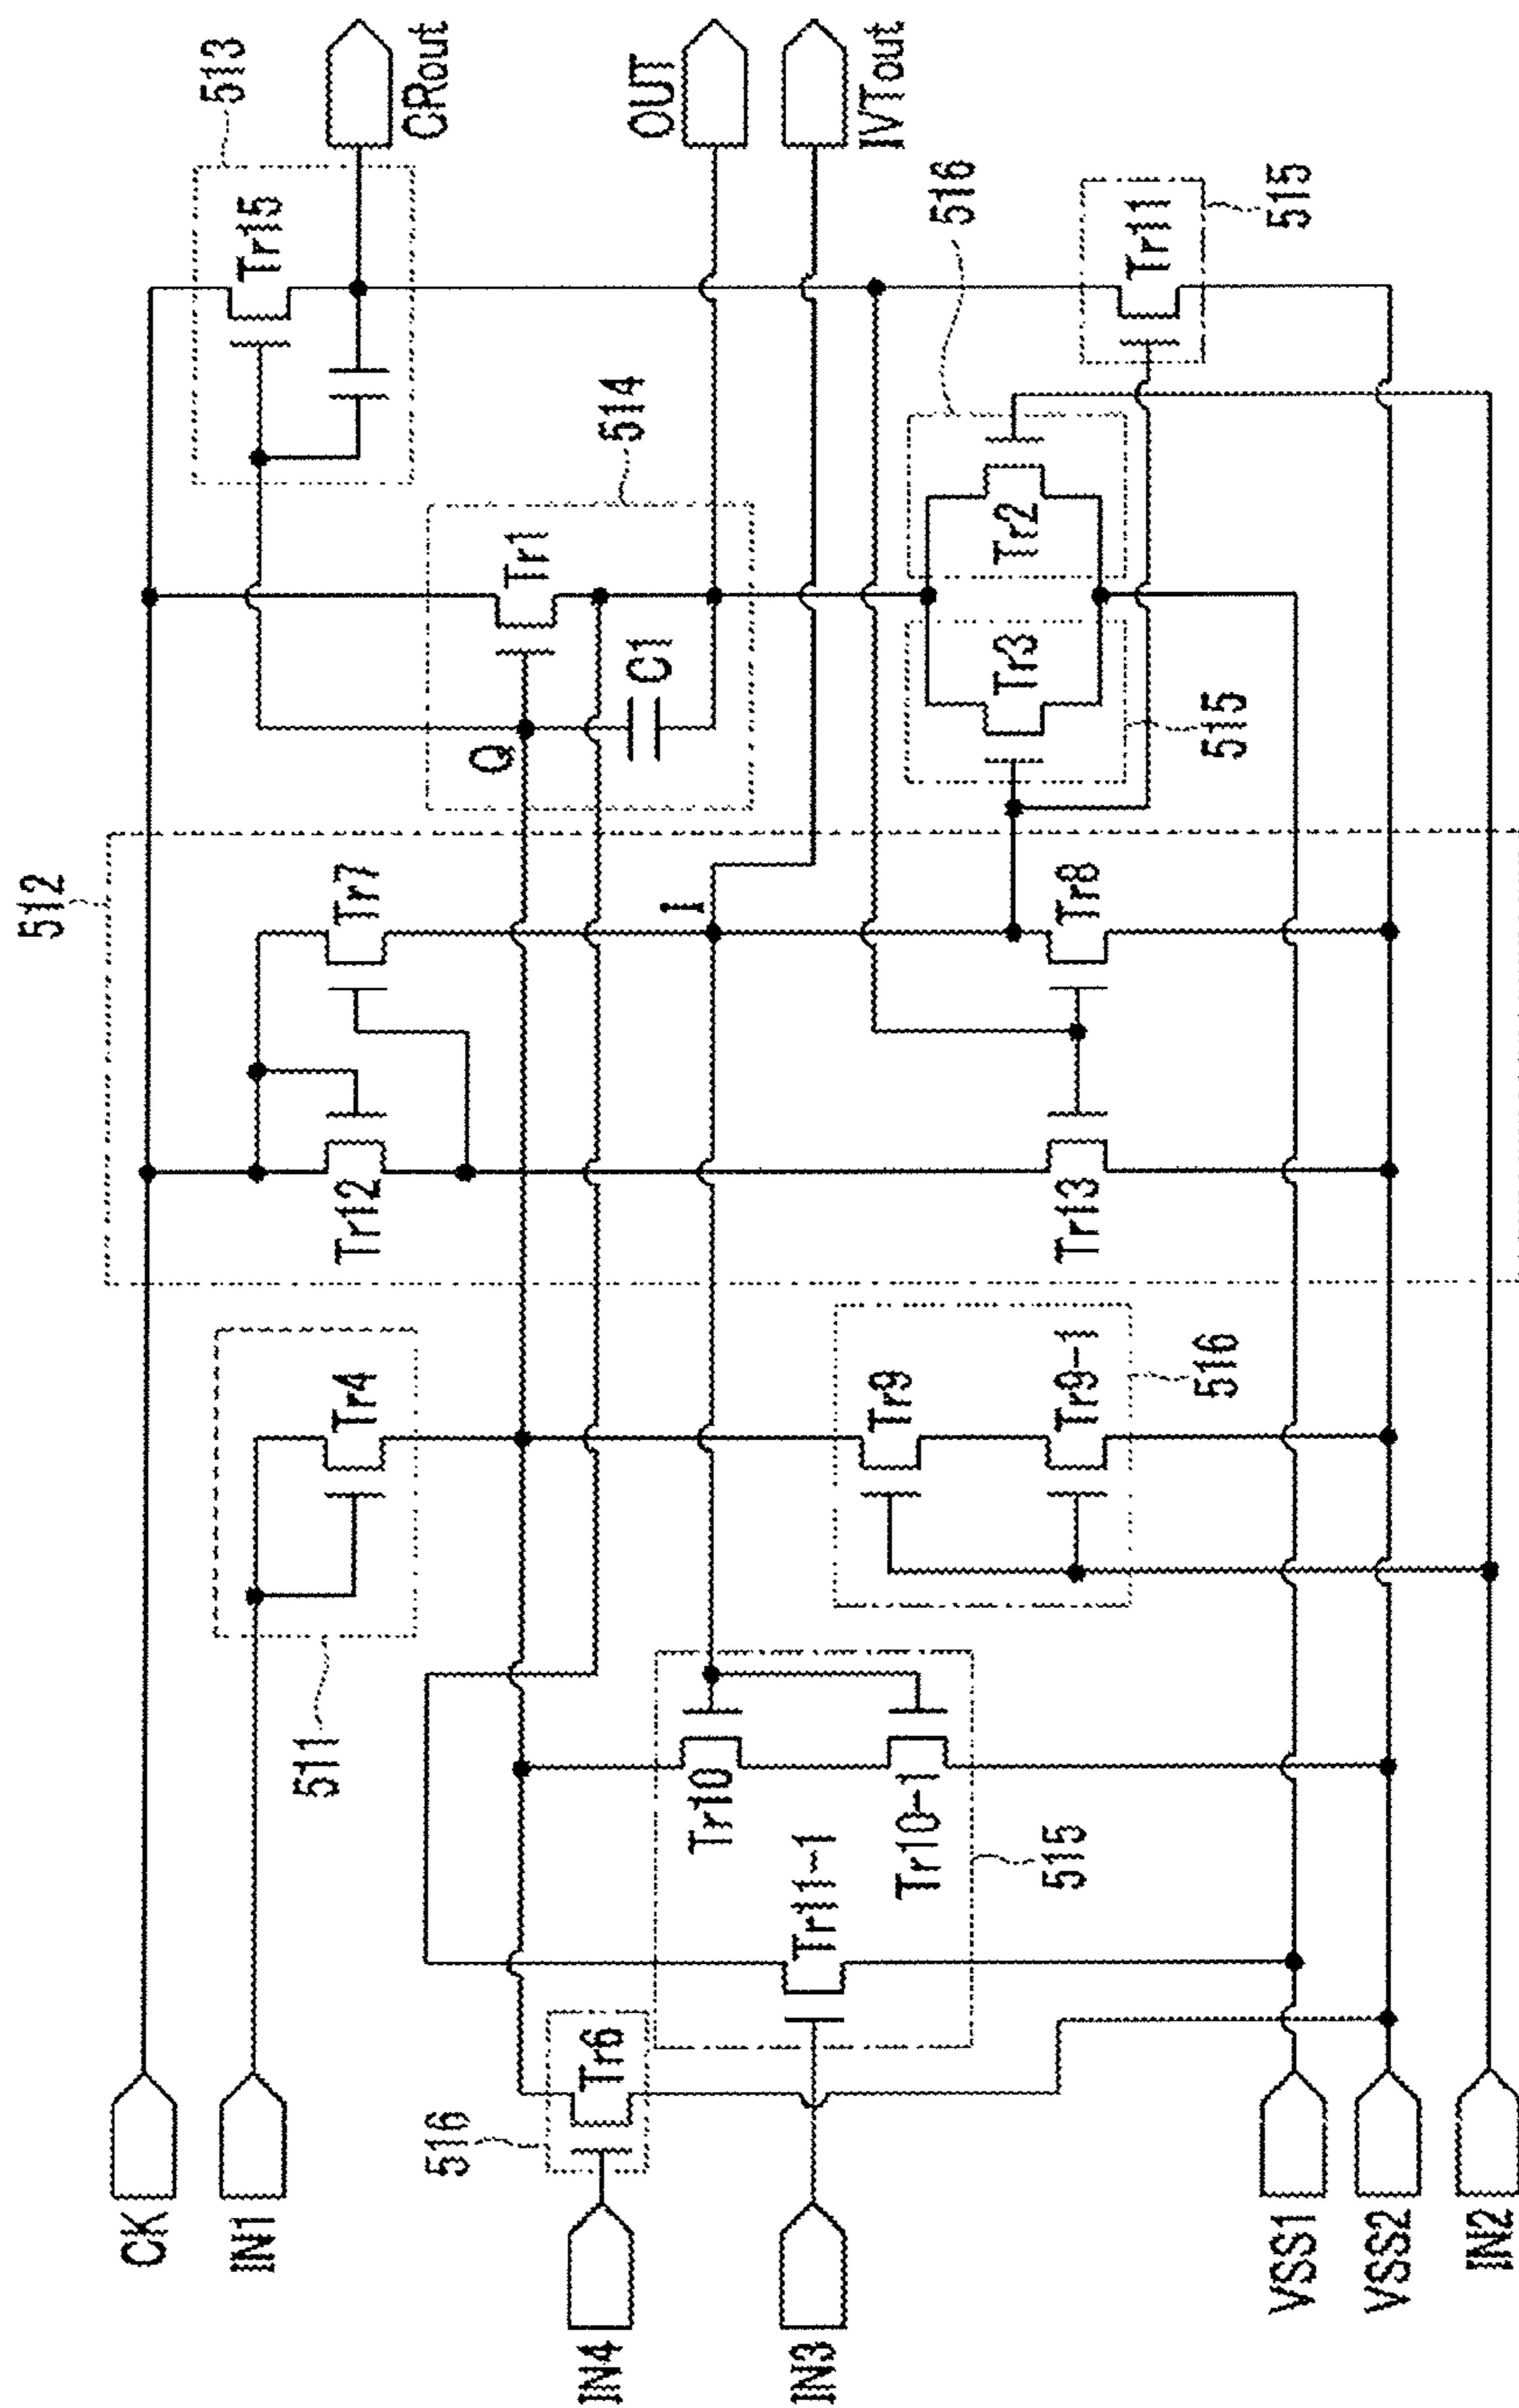 CK
IN1
IN4
IN3
VSS1
VSS2
IN2
516
Tr6
511
Tr4
Tr10
Tr11-1
Tr10-1
515
Tr9
Tr9-1
516
512
Tr12
Tr7
I
Tr13
Tr8
Q
Tr1
C1
514
Tr3
515
Tr2
516
Tr15
513
Tr11
515
CRout
OUT
IVTout